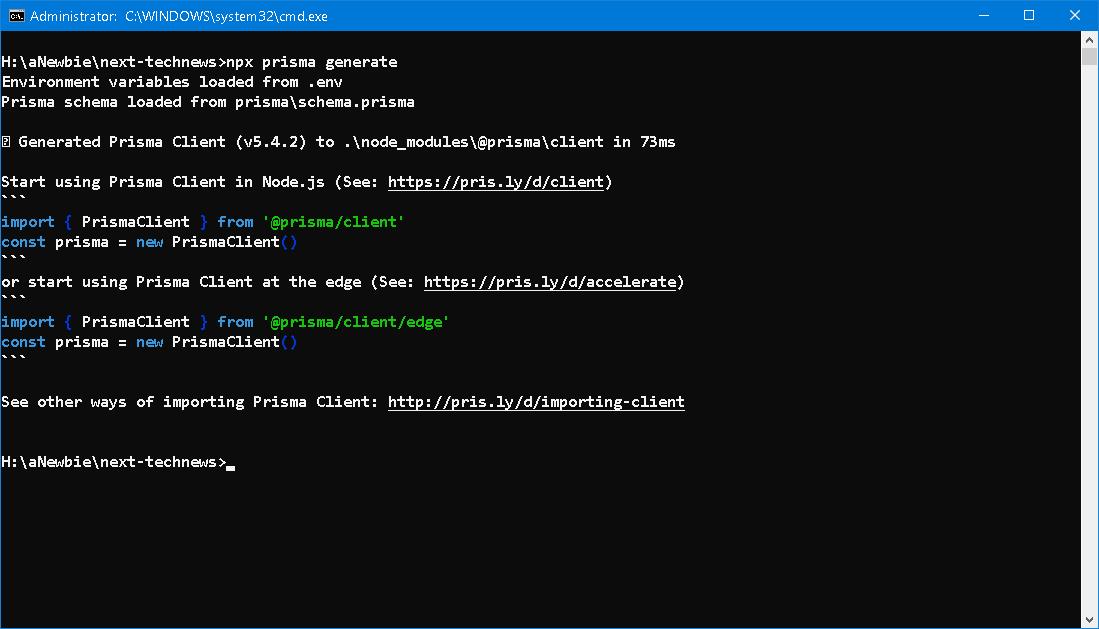 Administrator: C:\WINDOWS\system32\cmd.exe
H:\aNewbie\next-technews>npx prisma generate
Environment variables loaded from .env
Prisma schema loaded from prisma\schema.prisma
Generated Prisma Client (v5.4.2) to .\node_modules\@prisma\client in 73ms
Start using Prisma Client in Node.js (See: https://pris.ly/d/client)
```
import { PrismaClient } from '@prisma/client'
const prisma = new PrismaClient()
```
or start using Prisma Client at the edge (See: https://pris.ly/d/accelerate)
```
import { PrismaClient } from '@prisma/client/edge'
const prisma = new PrismaClient()
```
See other ways of importing Prisma Client: http://pris.ly/d/importing-client
H:\aNewbie\next-technews>